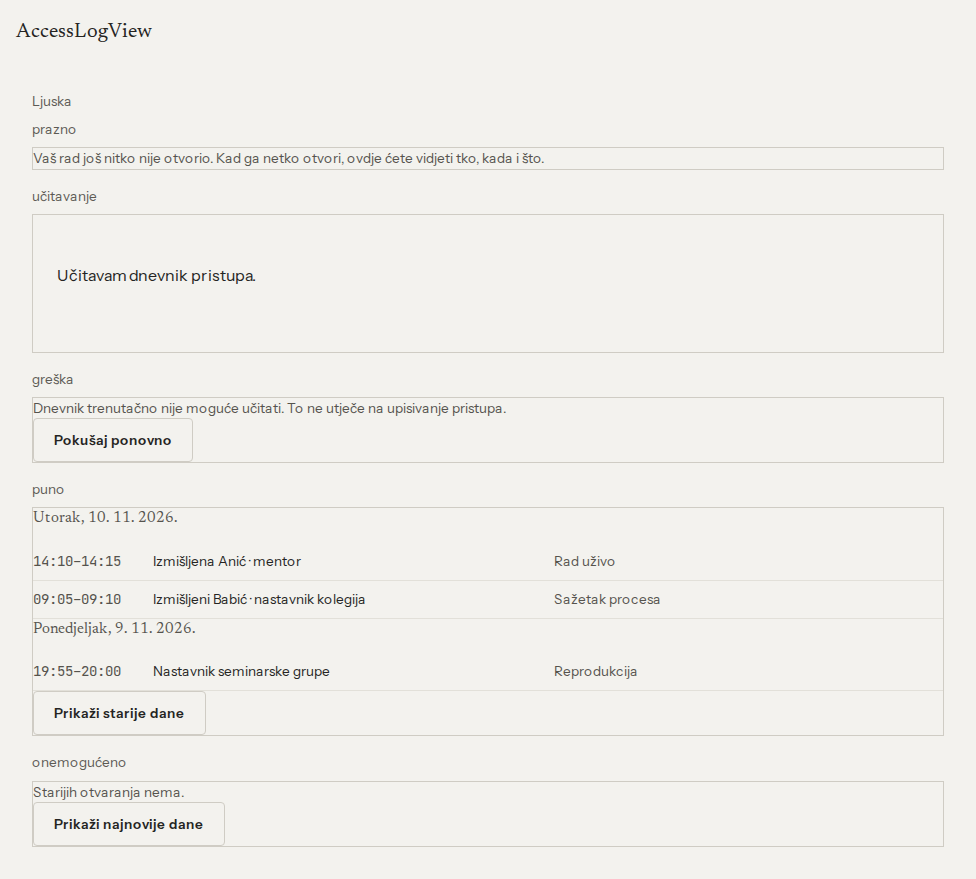 AccessLogView
Ljuska
prazno
Vaš rad još nitko nije otvorio. Kad ga netko otvori, ovdje ćete vidjeti tko, kada i što.
učitavanje
Učitavam dnevnik pristupa.
greška
Dnevnik trenutačno nije moguće učitati. To ne utječe na upisivanje pristupa.
Pokušaj ponovno
puno
Utorak, 10. 11. 2026.
14:10–14:15 Izmišljena Anić · mentor Rad uživo
09:05–09:10 Izmišljeni Babić · nastavnik kolegija Sažetak procesa
Ponedjeljak, 9. 11. 2026.
19:55–20:00 Nastavnik seminarske grupe Reprodukcija
Prikaži starije dane
onemogućeno
Starijih otvaranja nema.
Prikaži najnovije dane